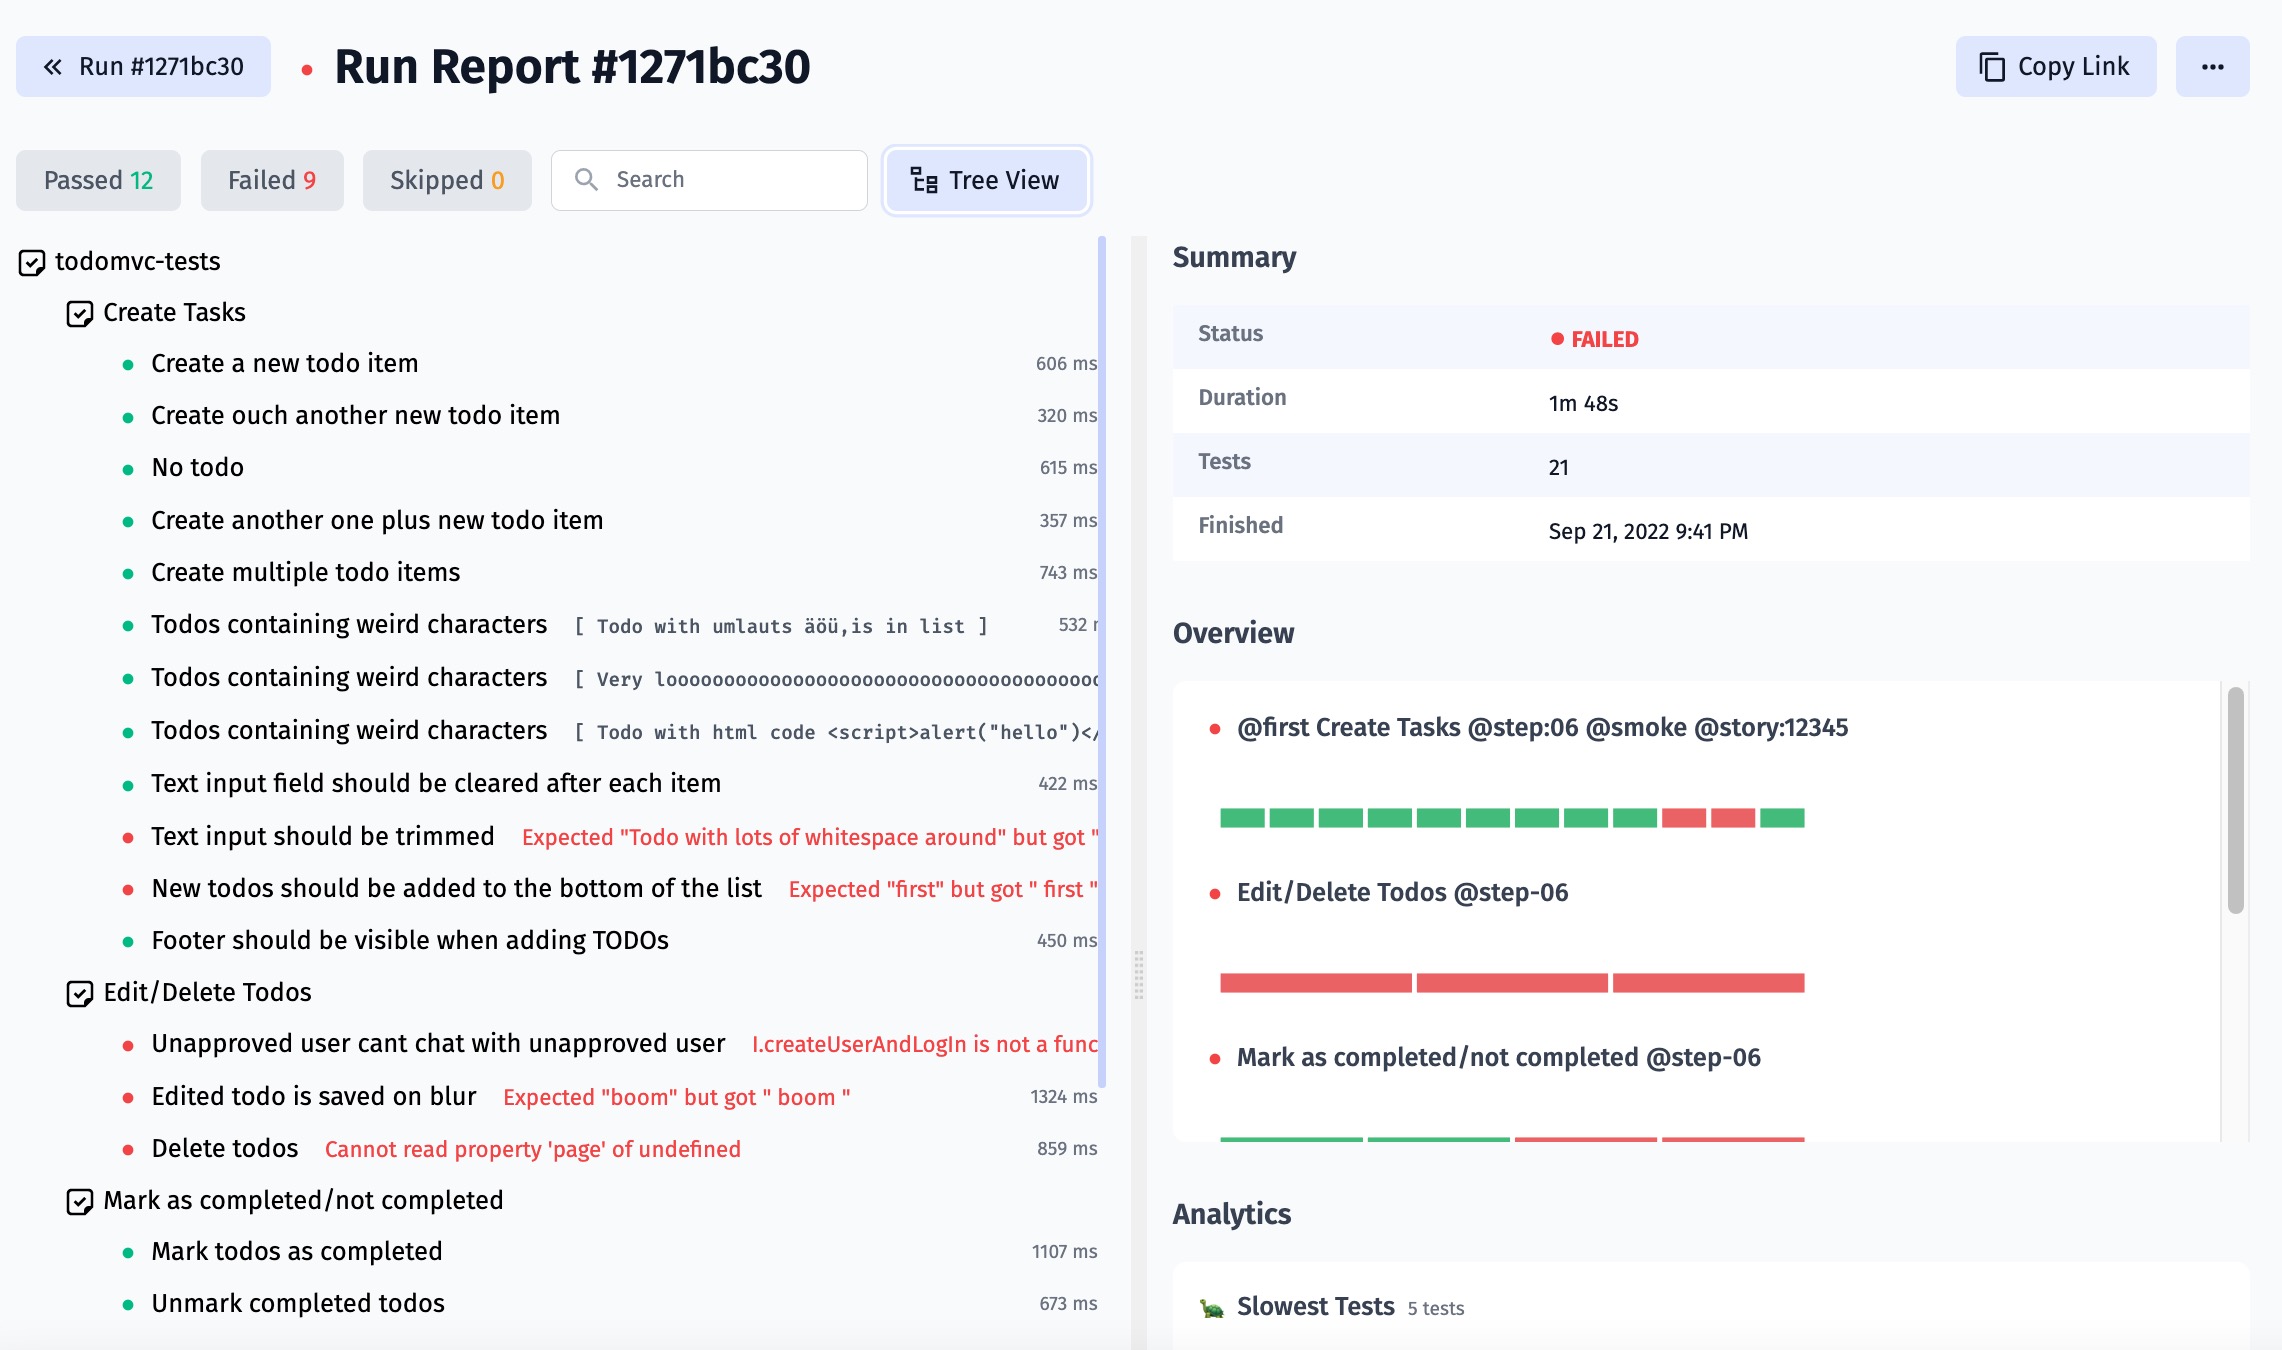 Run #1271bc30
Run Report #1271bc30
Copy Link
Passed 12
Failed 9
Skipped 0
Search
Tree View
todomvc-tests
Create Tasks
Create a new todo item 606 ms
Create ouch another new todo item 320 ms
No todo 615 ms
Create another one plus new todo item 357 ms
Create multiple todo items 743 ms
Todos containing weird characters [ Todo with umlauts äöü,is in list ] 532
Todos containing weird characters [ Very
Todos containing weird characters [ Todo with html code <script>alert("hello")</
Text input field should be cleared after each item 422 ms
Text input should be trimmed Expected "Todo with lots of whitespace around" but got "
New todos should be added to the bottom of the list Expected "first" but got " first "
Footer should be visible when adding TODOs 450 ms
Edit/Delete Todos
Unapproved user cant chat with unapproved user I.createUserAndLogIn is not a func
Edited todo is saved on blur Expected "boom" but got " boom " 1324 ms
Delete todos Cannot read property 'page' of undefined 859 ms
Mark as completed/not completed
Mark todos as completed 1107 ms
Unmark completed todos 673 ms
Summary
Status FAILED
Duration 1m 48s
Tests 21
Finished Sep 21, 2022 9:41 PM
Overview
@first Create Tasks @step:06 @smoke @story:12345
Edit/Delete Todos @step-06
Mark as completed/not completed @step-06
Analytics
Slowest Tests 5 tests